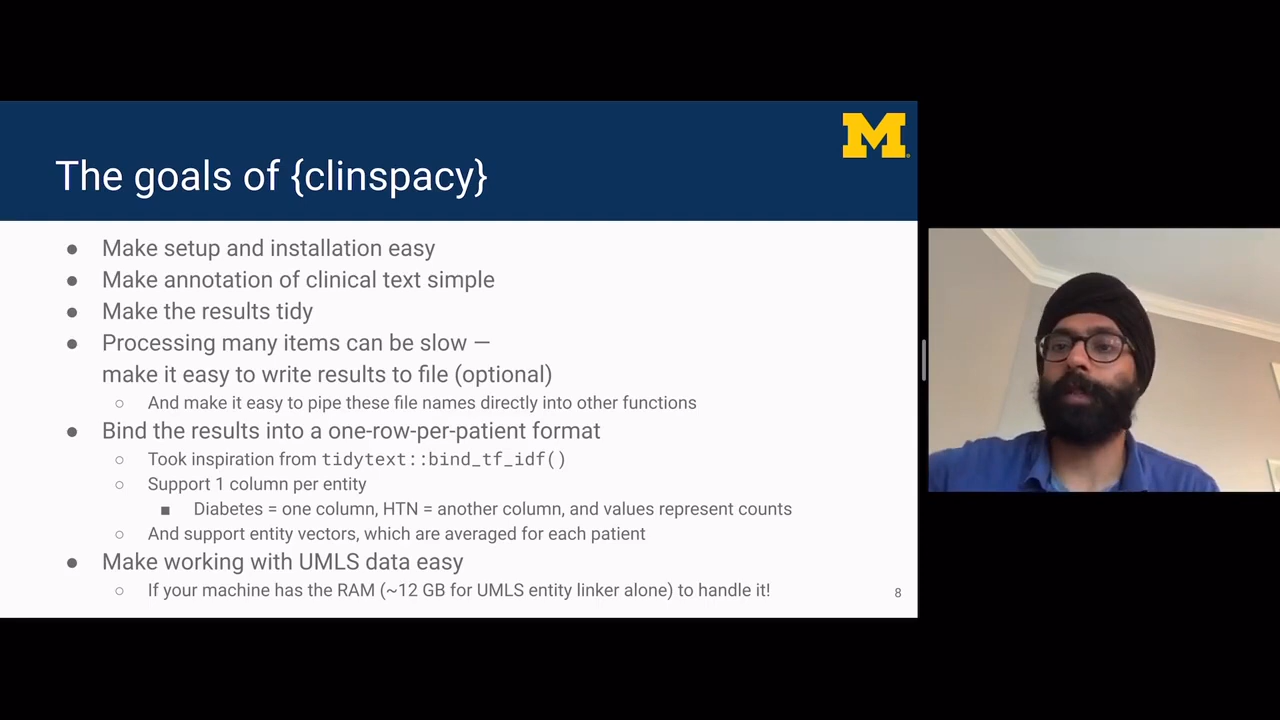 M
The goals of {clinspacy}
● Make setup and installation easy
● Make annotation of clinical text simple
● Make the results tidy
● Processing many items can be slow —
make it easy to write results to file (optional)
○ And make it easy to pipe these file names directly into other functions
● Bind the results into a one-row-per-patient format
○ Took inspiration from tidytext::bind_tf_idf()
○ Support 1 column per entity
■ Diabetes = one column, HTN = another column, and values represent counts
○ And support entity vectors, which are averaged for each patient
● Make working with UMLS data easy
○ If your machine has the RAM (~12 GB for UMLS entity linker alone) to handle it!
8